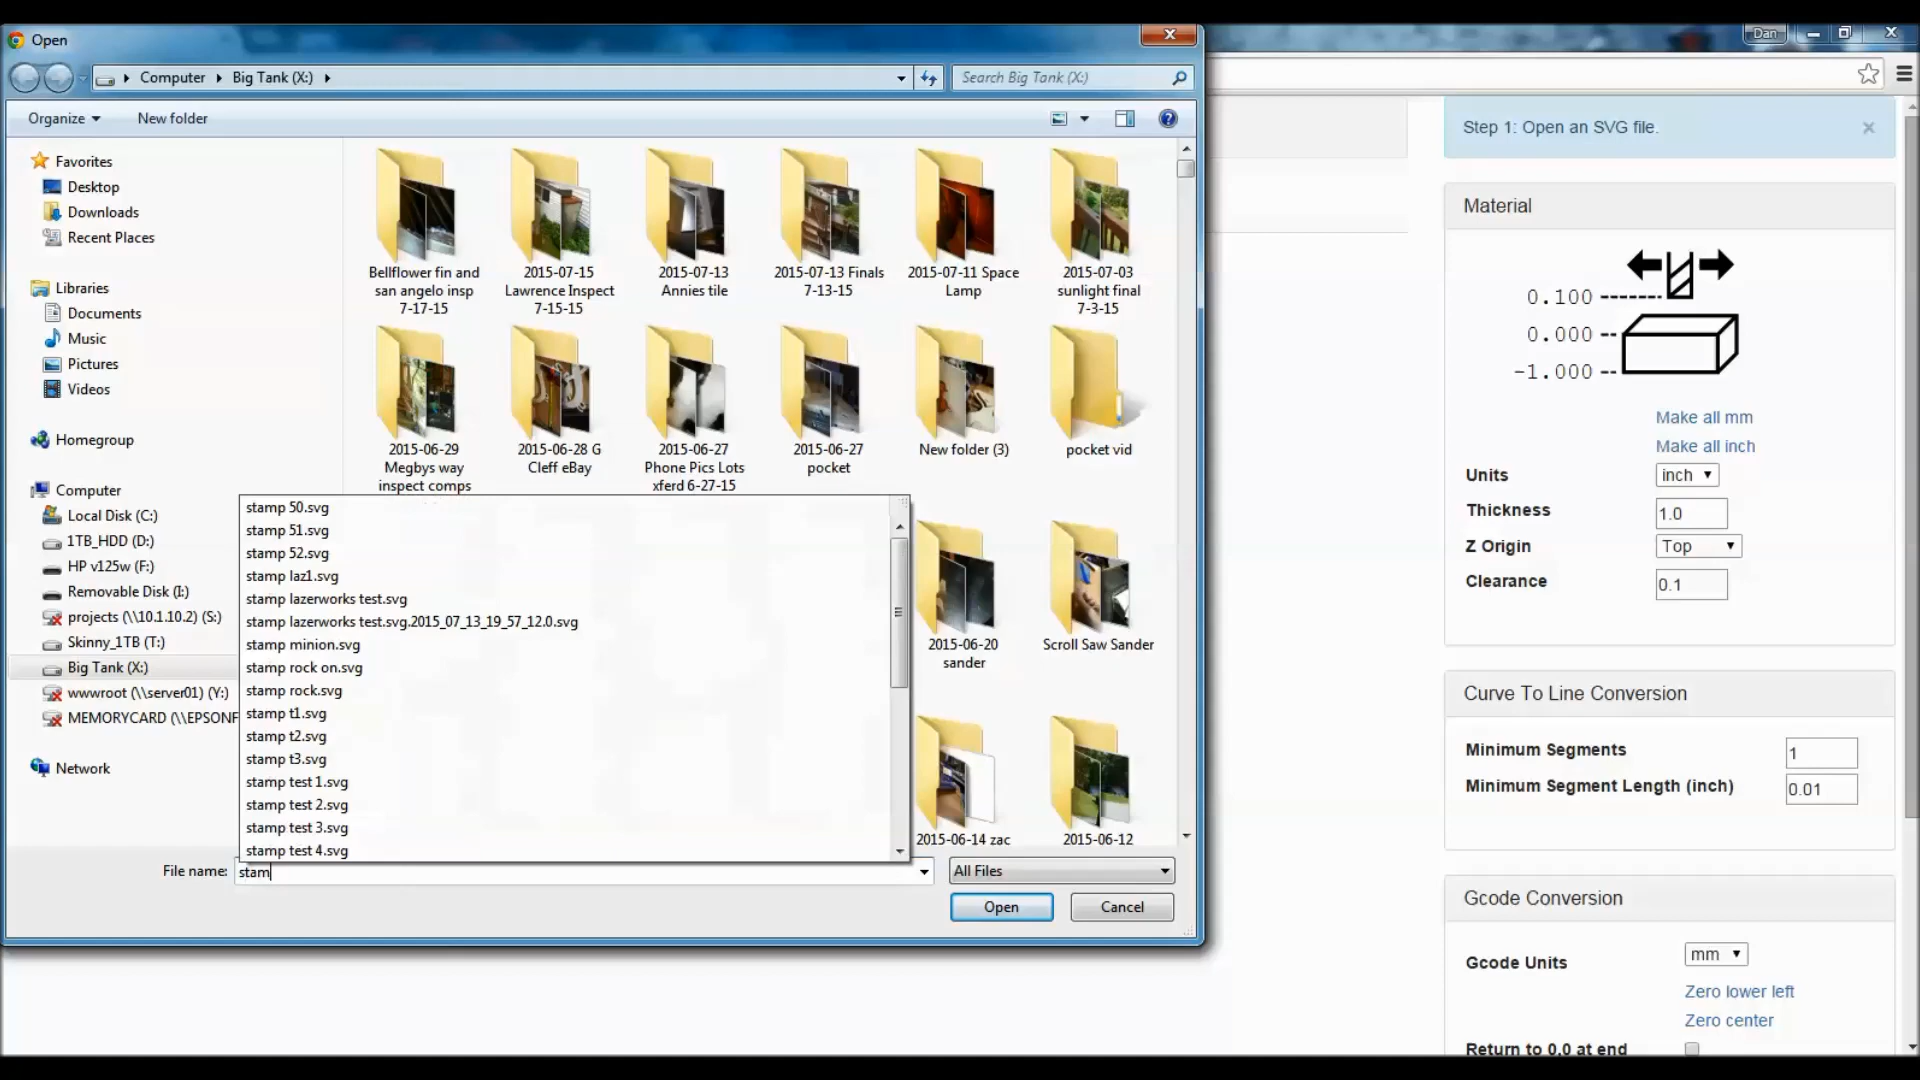 Open
Dan
Computer
Big Tank (X:)
Search Big Tank (X:)
Organize
New folder
Favorites
Desktop
Downloads
Recent Places
Libraries
Documents
Music
Pictures
Videos
Homegroup
Computer
Local Disk (C:)
1TB_HDD (D:)
HP v125w (F:)
Removable Disk (I:)
projects (\\10.1.10.2) (S:)
Skinny_1TB (T:)
Big Tank (X:)
wwwroot (\\server01) (Y:)
MEMORYCARD (\\EPSONF
Network
Bellflower fin and
san angelo insp
7-17-15
2015-07-15
Lawrence Inspect
7-15-15
2015-07-13
Annies tile
2015-07-13 Finals
7-13-15
2015-07-11 Space
Lamp
2015-07-03
sunlight final
7-3-15
2015-06-29
Megbys way
inspect comps
2015-06-28 G
Cleff eBay
2015-06-27
Phone Pics Lots
xferd 6-27-15
2015-06-27
pocket
New folder (3)
pocket vid
2015-06-20
sander
Scroll Saw Sander
2015-06-14 zac
2015-06-12
stamp 50.svg
stamp 51.svg
stamp 52.svg
stamp laz1.svg
stamp lazerworks test.svg
stamp lazerworks test.svg.2015_07_13_19_57_12.0.svg
stamp minion.svg
stamp rock on.svg
stamp rock.svg
stamp t1.svg
stamp t2.svg
stamp t3.svg
stamp test 1.svg
stamp test 2.svg
stamp test 3.svg
stamp test 4.svg
File name:
stam
All Files
Open
Cancel
Step 1: Open an SVG file.
×
Material
0.100
0.000
-1.000
Make all mm
Make all inch
Units
inch
Thickness
1.0
Z Origin
Top
Clearance
0.1
Curve To Line Conversion
Minimum Segments
1
Minimum Segment Length (inch)
0.01
Gcode Conversion
Gcode Units
mm
Zero lower left
Zero center
Return to 0,0 at end